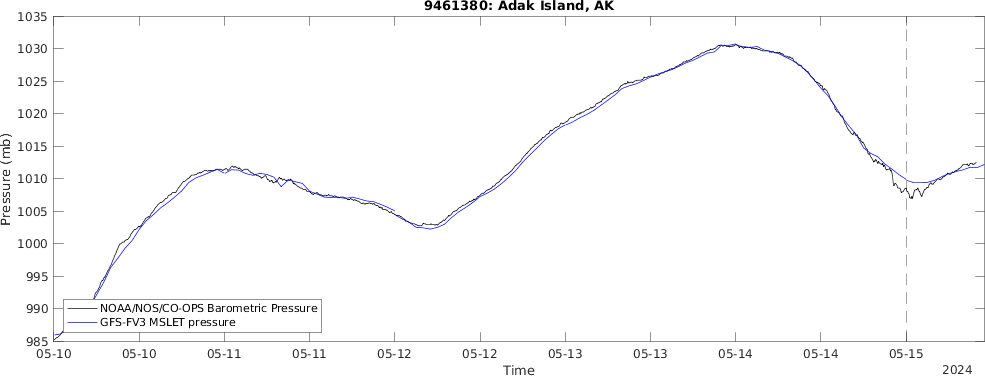 9461380: Adak Island, AK
1035
1030
1025
1020
1015
1010
1005
1000
995
990
985
Pressure (mb)
NOAA/NOS/CO-OPS Barometric Pressure
GFS-FV3 MSLET pressure
05-10 05-10 05-11 05-11 05-12 05-12 05-13 05-13 05-14 05-14 05-15
Time
2024